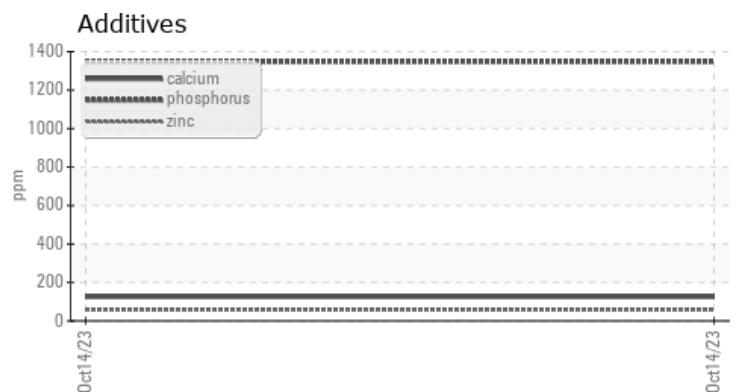 Additives
1400
1200
1000
800
600
400
200
0
ppm
calcium
phosphorus
zinc
Oct14/23
Oct14/23